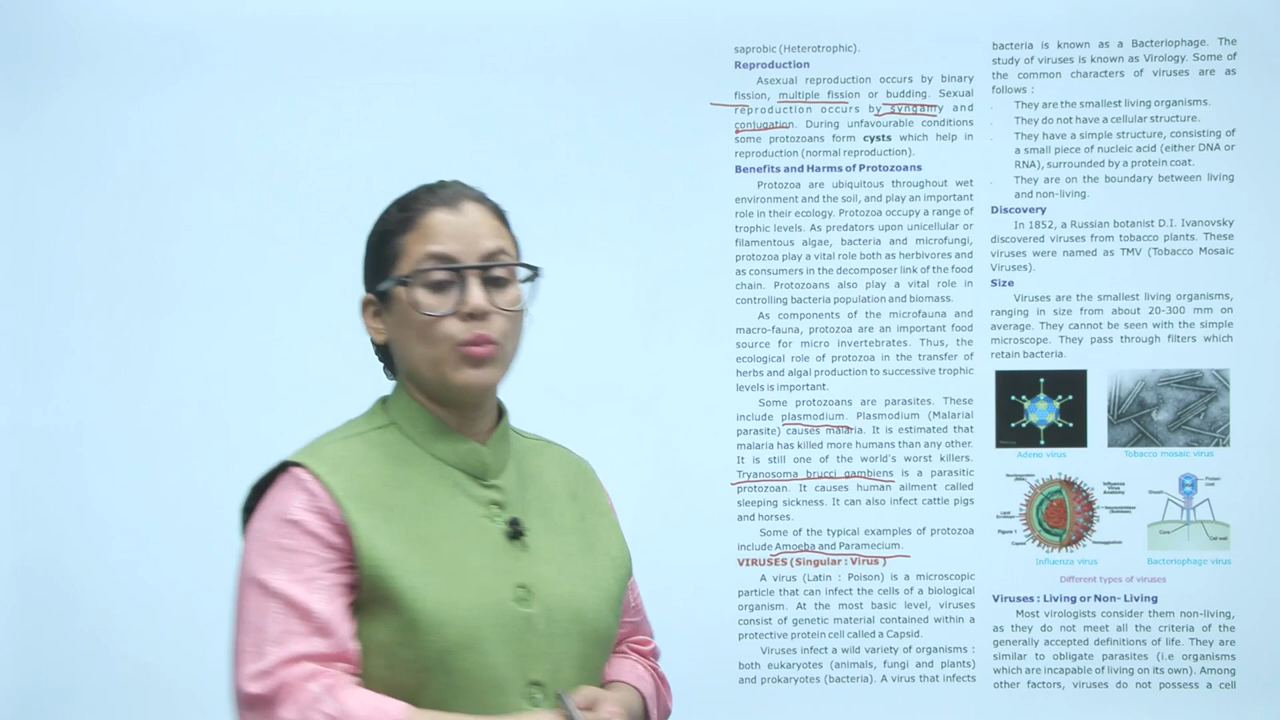 saprobic (Heterotrophic).
Reproduction
Asexual reproduction occurs by binary
fission, multiple fission or budding. Sexual
reproduction occurs by syngamy and
conjugation. During unfavourable conditions
some protozoans form cysts which help in
reproduction (normal reproduction).
Benefits and Harms of Protozoans
Protozoa are ubiquitous throughout wet
environment and the soil, and play an important
role in their ecology. Protozoa occupy a range of
trophic levels. As predators upon unicellular or
filamentous algae, bacteria and microfungi,
protozoa play a vital role both as herbivores and
as consumers in the decomposer link of the food
chain. Protozoans also play a vital role in
controlling bacteria population and biomass.
As components of the microfauna and
macro-fauna, protozoa are an important food
source for micro invertebrates. Thus, the
ecological role of protozoa in the transfer of
herbs and algal production to successive trophic
levels is important.
Some protozoans are parasites. These
include plasmodium. Plasmodium (Malarial
parasite) causes malaria. It is estimated that
malaria has killed more humans than any other.
It is still one of the world's worst killers.
Tryanosoma brucci gambiens is a parasitic
protozoan. It causes human ailment called
sleeping sickness. It can also infect cattle pigs
and horses.
Some of the typical examples of protozoa
include Amoeba and Paramecium.
VIRUSES (Singular : Virus )
A virus (Latin : Poison) is a microscopic
particle that can infect the cells of a biological
organism. At the most basic level, viruses
consist of genetic material contained within a
protective protein cell called a Capsid.
Viruses infect a wild variety of organisms :
both eukaryotes (animals, fungi and plants)
and prokaryotes (bacteria). A virus that infects
bacteria is known as a Bacteriophage. The
study of viruses is known as Virology. Some of
the common characters of viruses are as
follows :
They are the smallest living organisms.
They do not have a cellular structure.
They have a simple structure, consisting of
a small piece of nucleic acid (either DNA or
RNA), surrounded by a protein coat.
They are on the boundary between living
and non-living.
Discovery
In 1852, a Russian botanist D.I. Ivanovsky
discovered viruses from tobacco plants. These
viruses were named as TMV (Tobacco Mosaic
Viruses).
Size
Viruses are the smallest living organisms,
ranging in size from about 20-300 mm on
average. They cannot be seen with the simple
microscope. They pass through filters which
retain bacteria.
Adeno virus
Tobacco mosaic virus
Influenza
Virus
Anatomy
Lipid
Envelope
Figure 1
Capsid
Protein
coat
Sheath
Core
Cell wall
Influenza virus
Bacteriophage virus
Different types of viruses
Viruses : Living or Non- Living
Most virologists consider them non-living,
as they do not meet all the criteria of the
generally accepted definitions of life. They are
similar to obligate parasites (i.e organisms
which are incapable of living on its own). Among
other factors, viruses do not possess a cell